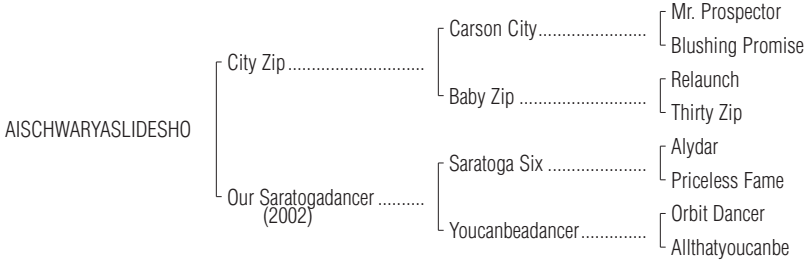 Mr. Prospector
Carson City.......................
Blushing Promise
City Zip.............................
Relaunch
Baby Zip ...........................
Thirty Zip
AISCHWARYASLIDESHO
Alydar
Saratoga Six .....................
Priceless Fame
Our Saratogadancer ..........
(2002)
Orbit Dancer
Youcanbeadancer..............
Allthatyoucanbe